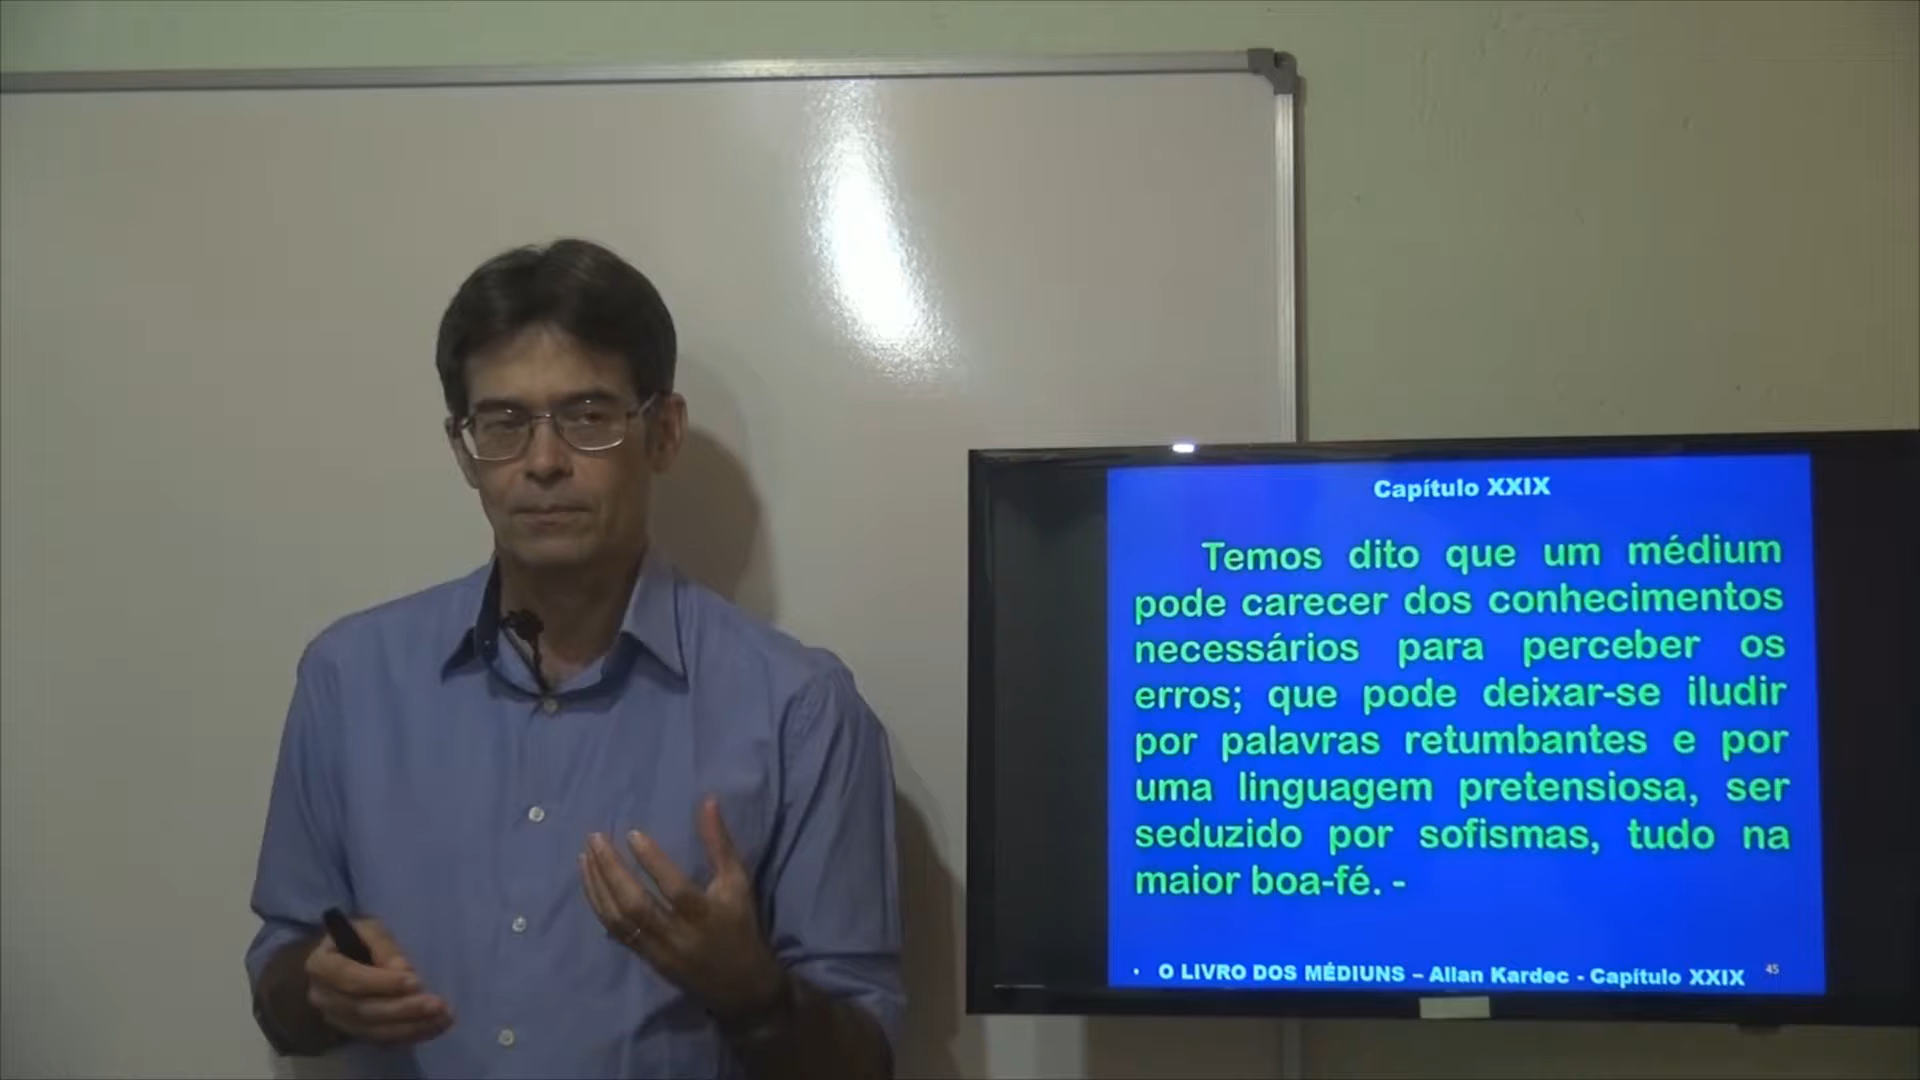 Capítulo XXIX
Temos dito que um médium
pode carecer dos conhecimentos
necessários para perceber os
erros; que pode deixar-se iludir
por palavras retumbantes e por
uma linguagem pretensiosa, ser
seduzido por sofismas, tudo na
maior boa-fé. -
• O LIVRO DOS MÉDIUNS – Allan Kardec - Capítulo XXIX 45